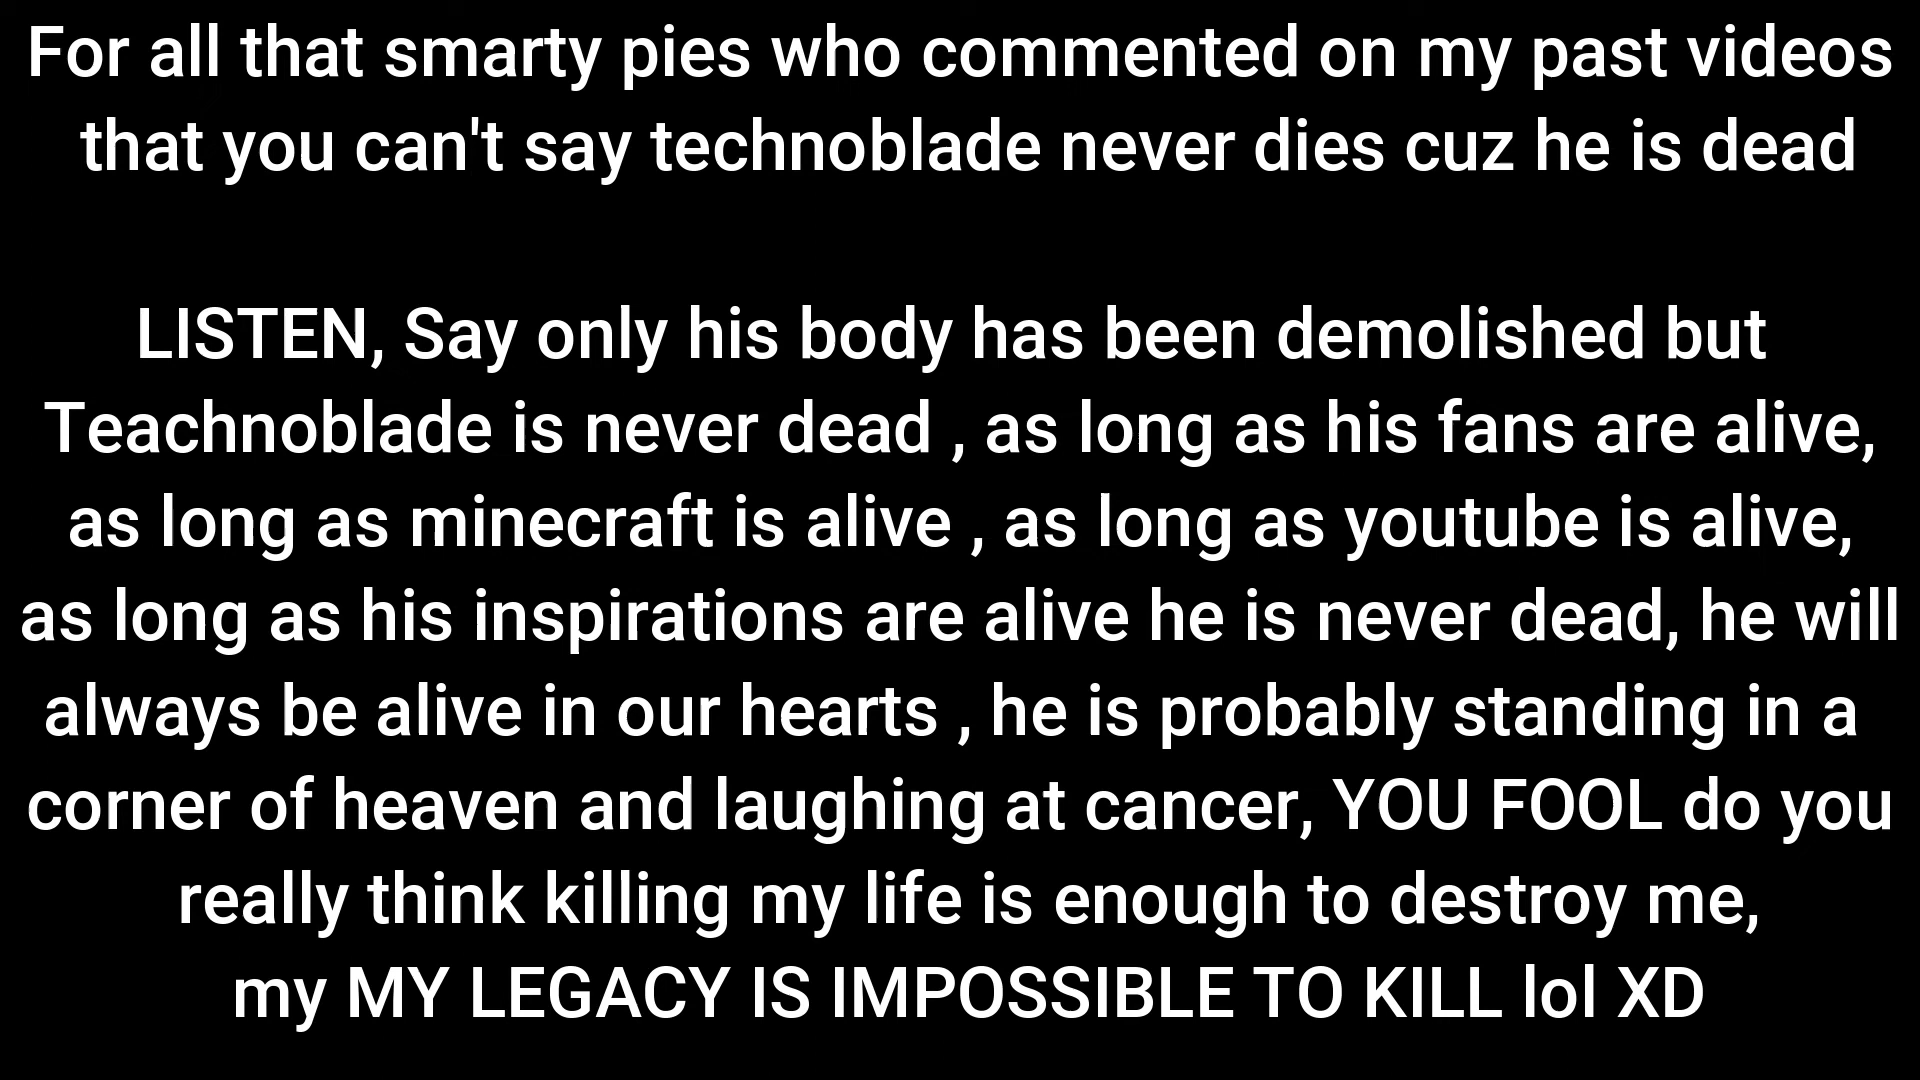 For all that smarty pies who commented on my past videos
that you can't say technoblade never dies cuz he is dead
LISTEN, Say only his body has been demolished but
Teachnoblade is never dead , as long as his fans are alive,
as long as minecraft is alive , as long as youtube is alive,
as long as his inspirations are alive he is never dead, he will
always be alive in our hearts , he is probably standing in a
corner of heaven and laughing at cancer, YOU FOOL do you
really think killing my life is enough to destroy me,
my MY LEGACY IS IMPOSSIBLE TO KILL lol XD